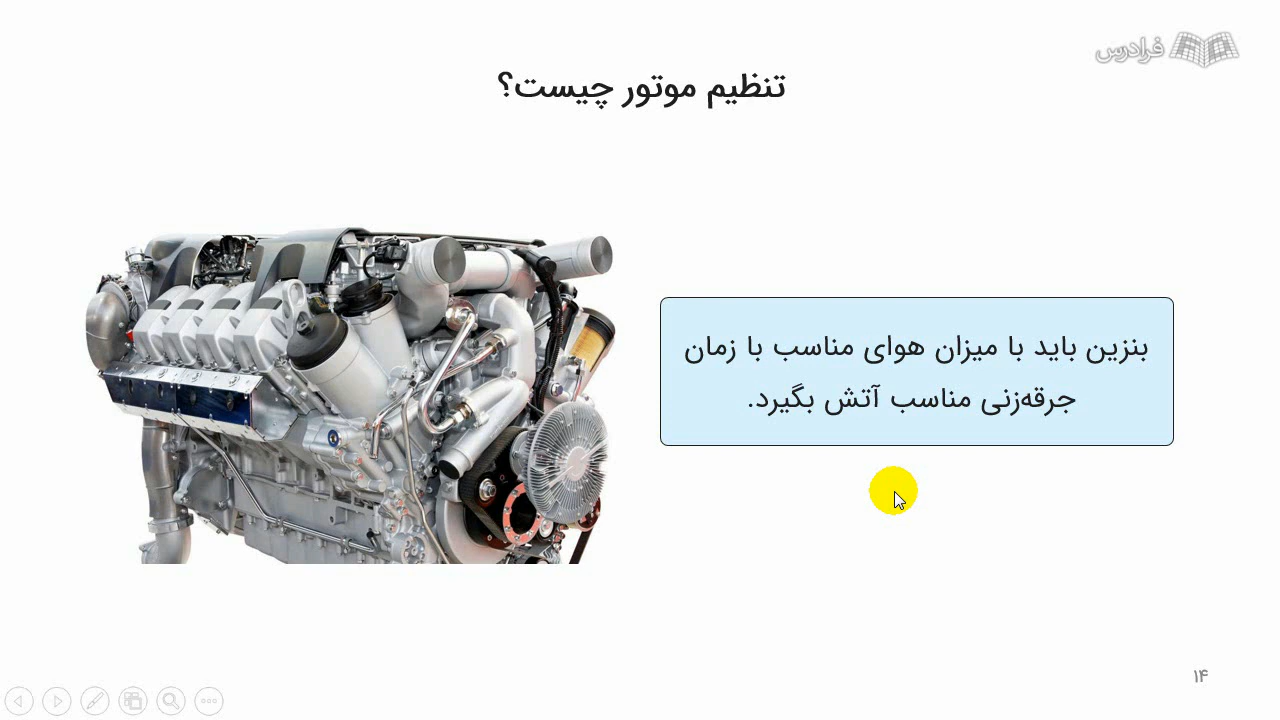 فرادرس
تنظیم موتور چیست؟
بنزین باید با میزان هوای مناسب با زمان
جرقه‌زنی مناسب آتش بگیرد.
۱۴